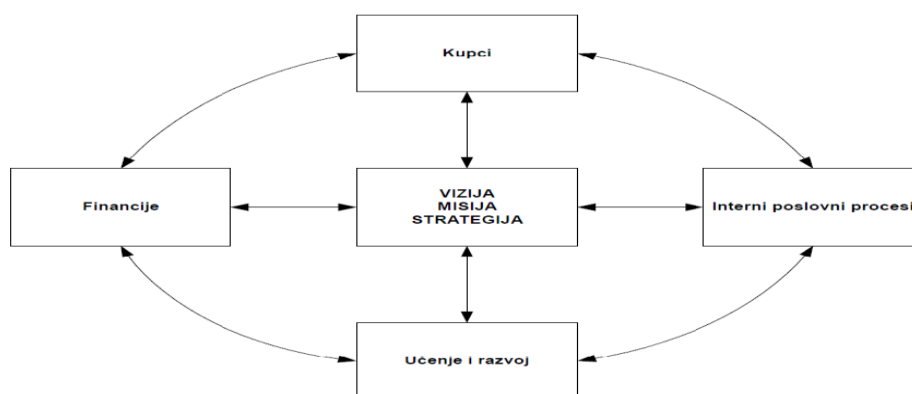 Kupci
Financije
VIZIJA
MISIJA
STRATEGIJA
Interni poslovni procesi
Učenje i razvoj